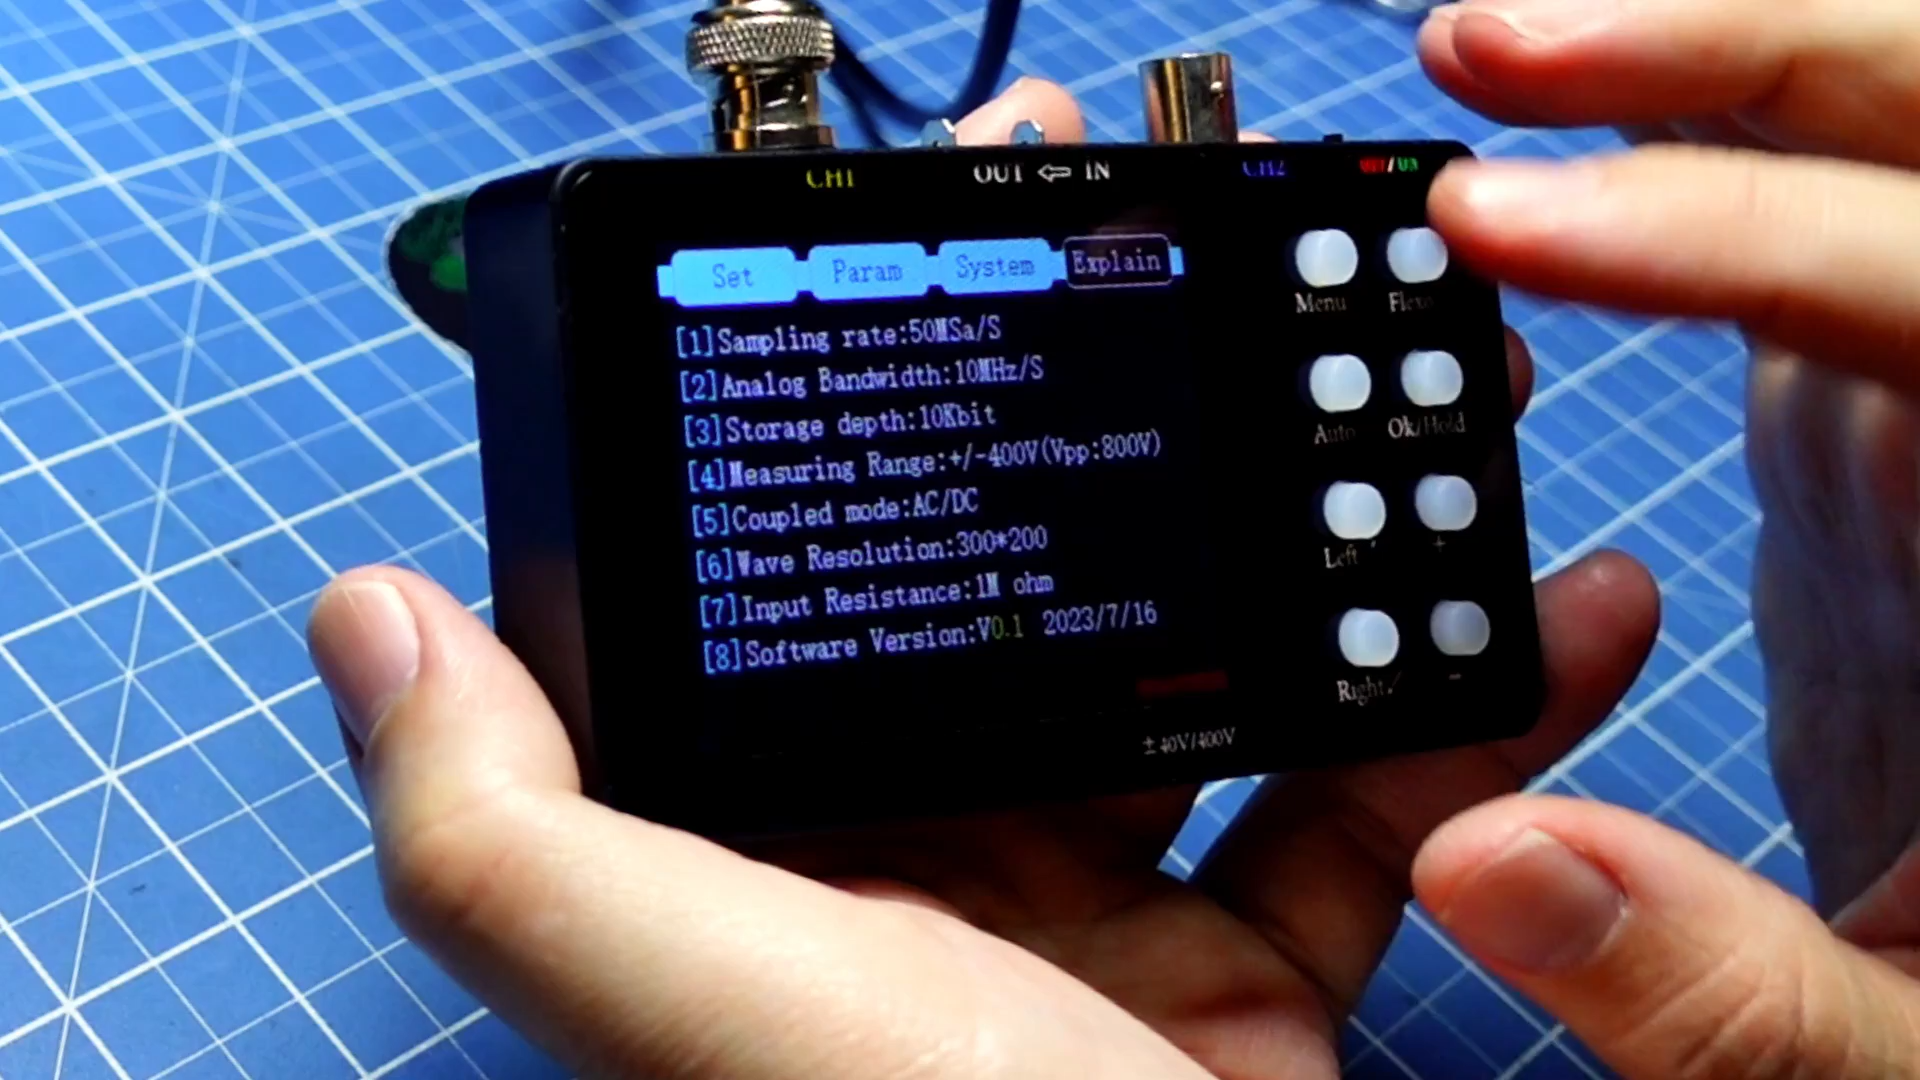 CH1 OUT ⇦ IN CH2 OFF/ON
Set Param System Explain
[1]Sampling rate:50MSa/S
[2]Analog Bandwidth:10MHz/S
[3]Storage depth:10Kbit
[4]Measuring Range:+/-400V(Vpp:800V)
[5]Coupled mode:AC/DC
[6]Wave Resolution:300*200
[7]Input Resistance:1M ohm
[8]Software Version:V0.1 2023/7/16
±40V/400V
Menu
Auto Ok/Hold
Left +
Right -